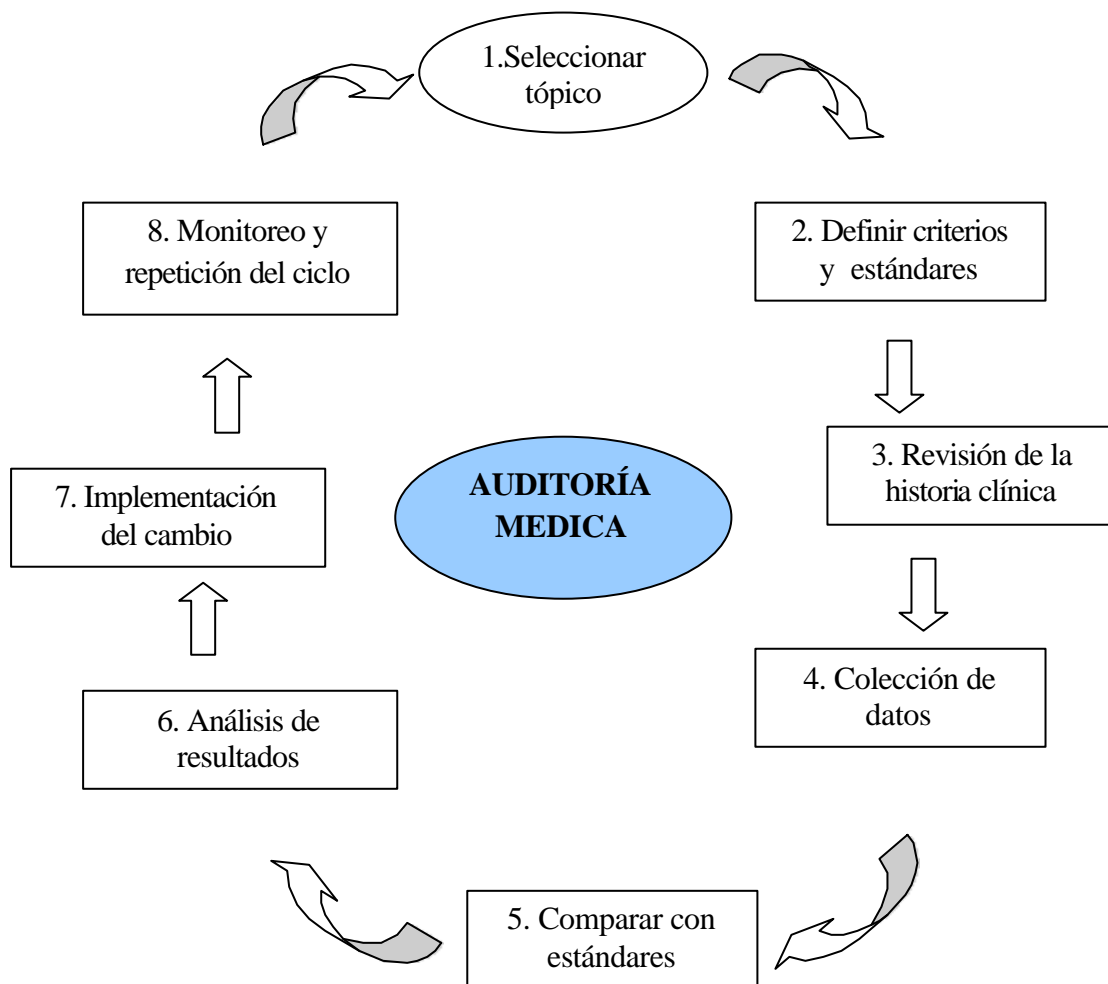 1.Seleccionar
tópico
2. Definir criterios
y estándares
3. Revisión de la
historia clínica
4. Colección de
datos
5. Comparar con
estándares
6. Análisis de
resultados
7. Implementación
del cambio
8. Monitoreo y
repetición del ciclo
AUDITORÍA
MEDICA